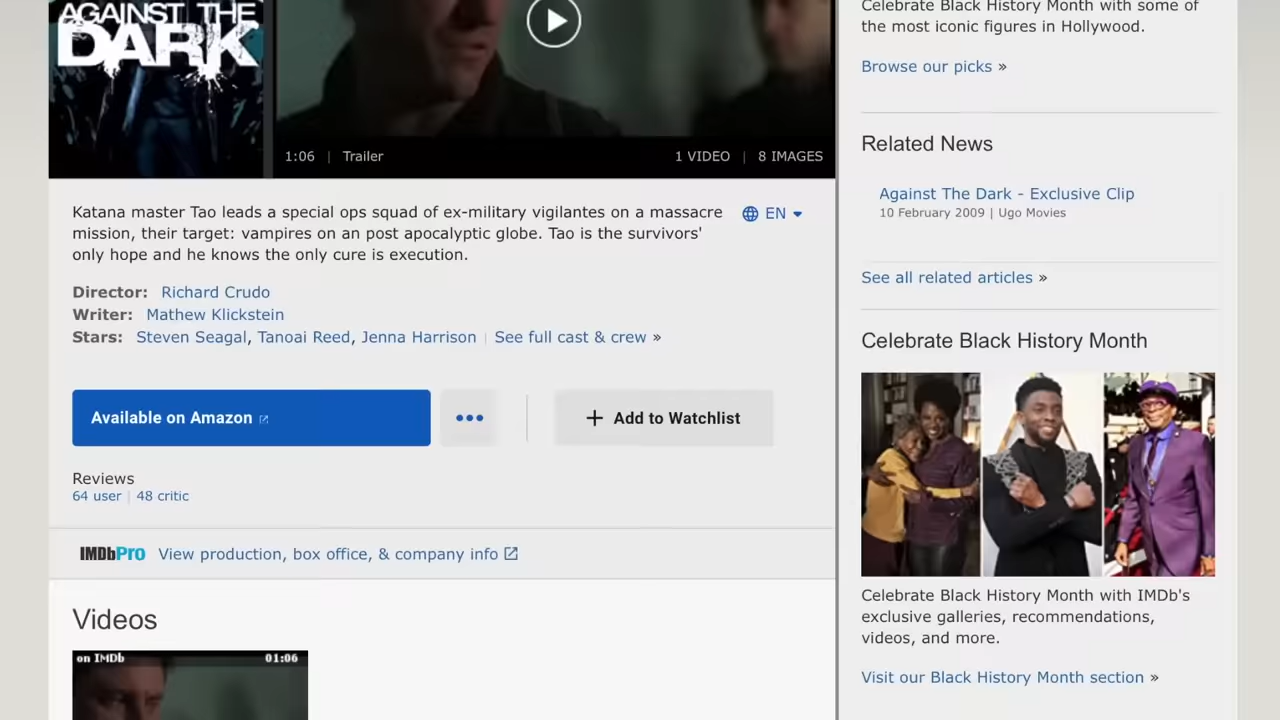 AGAINST THE
DARK
1:06 | Trailer
1 VIDEO | 8 IMAGES
Katana master Tao leads a special ops squad of ex-military vigilantes on a massacre
mission, their target: vampires on an post apocalyptic globe. Tao is the survivors'
only hope and he knows the only cure is execution.
EN
Director: Richard Crudo
Writer: Mathew Klickstein
Stars: Steven Seagal, Tanoai Reed, Jenna Harrison | See full cast & crew »
Available on Amazon
+ Add to Watchlist
Reviews
64 user | 48 critic
IMDbPro View production, box office, & company info
Videos
on IMDb 01:06
Celebrate Black History Month with some of
the most iconic figures in Hollywood.
Browse our picks »
Related News
Against The Dark - Exclusive Clip
10 February 2009 | Ugo Movies
See all related articles »
Celebrate Black History Month
Celebrate Black History Month with IMDb's
exclusive galleries, recommendations,
videos, and more.
Visit our Black History Month section »